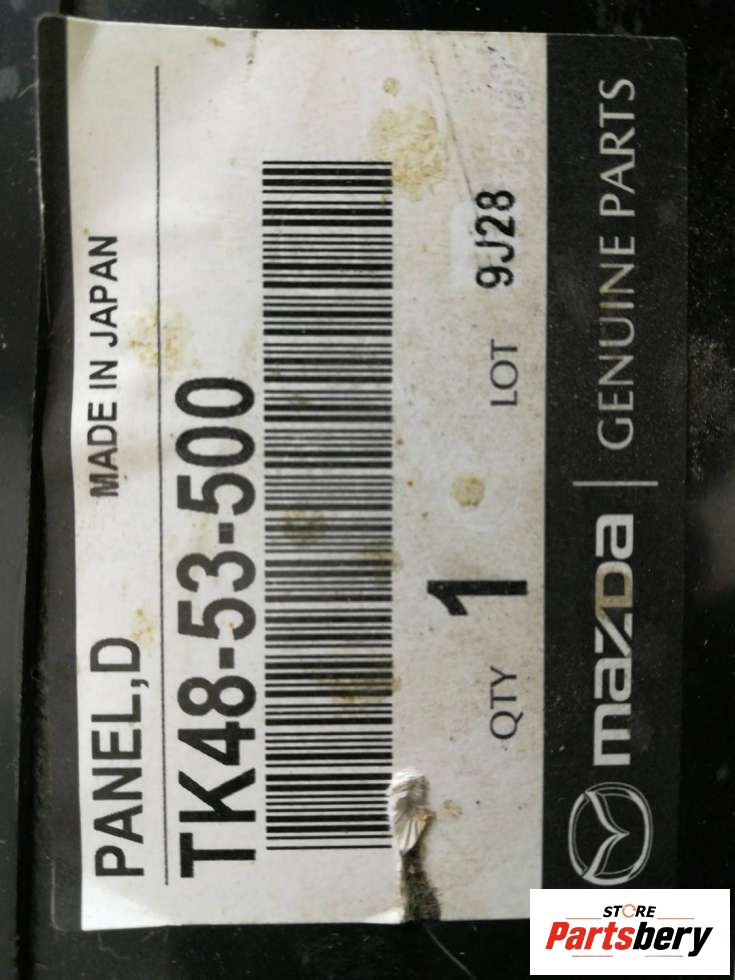 PANEL,D MADE IN JAPAN
TK48-53-500
QTY 1 LOT 9J28
mazda | GENUINE PARTS
STORE
Partsbery